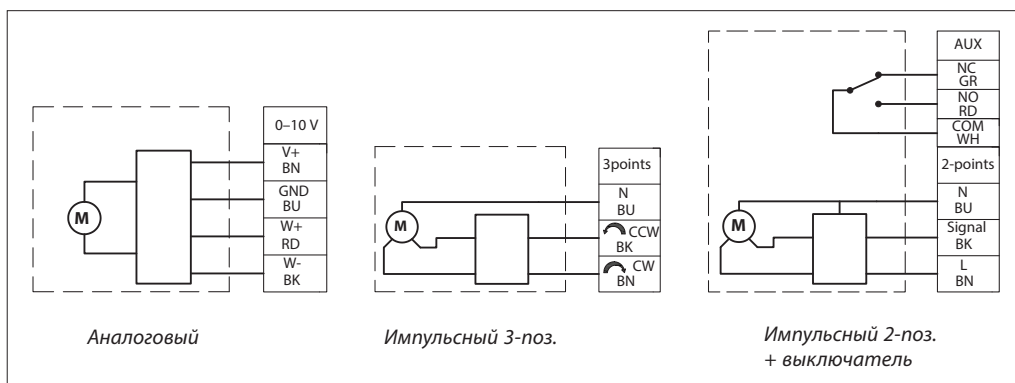 0–10 V
V+
BN
GND
BU
W+
RD
W-
BK
M
Аналоговый
3points
N
BU
CCW
BK
CW
BN
M
Импульсный 3-поз.
AUX
NC
GR
NO
RD
COM
WH
2-points
N
BU
Signal
BK
L
BN
M
Импульсный 2-поз.
+ выключатель